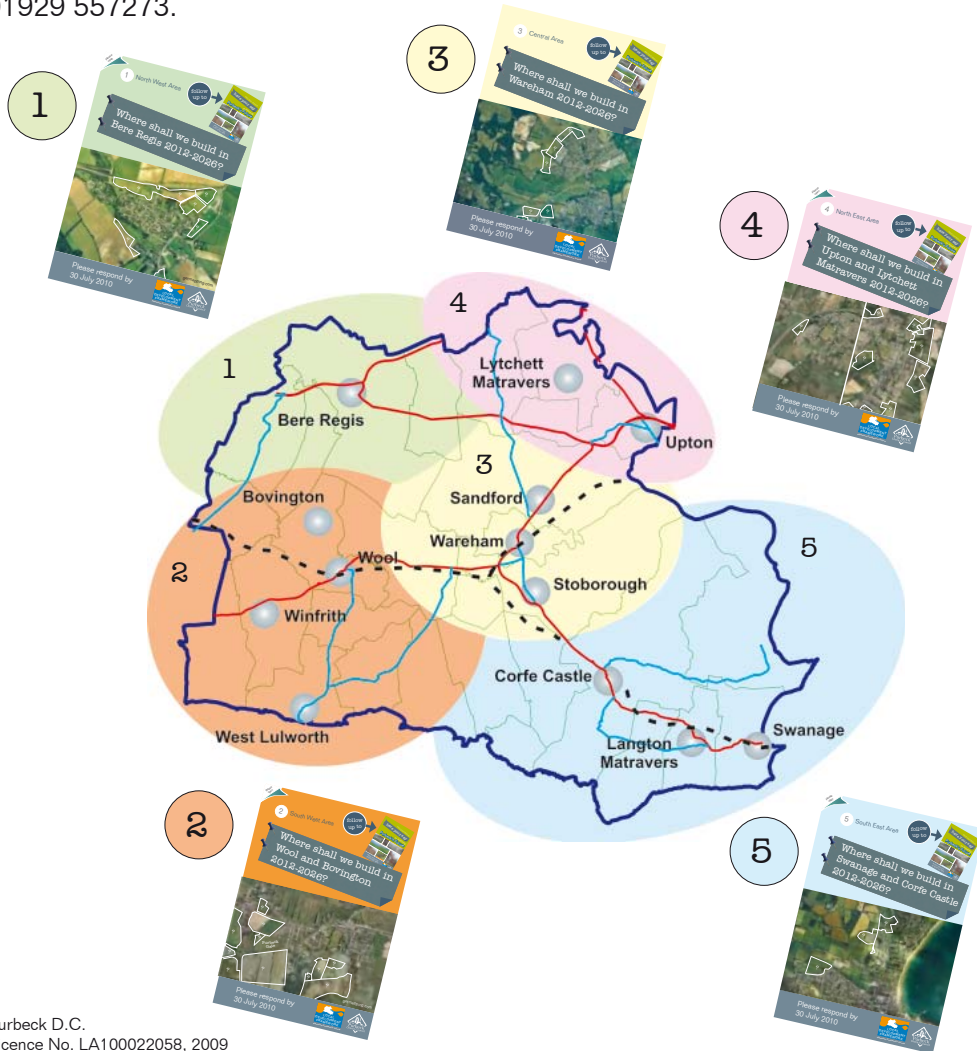 01929 557273.
1
1 North West Area
follow
up to
Where shall we build in
Bere Regis 2012-2026?
Please respond by
30 July 2010
3
3 Central Area
follow
up to
Where shall we build in
Wareham 2012-2026?
Please respond by
30 July 2010
4
4 North East Area
follow
up to
Where shall we build in
Upton and Lytchett
Matravers 2012-2026?
Please respond by
30 July 2010
4
1
Lytchett
Matravers
Bere Regis
Upton
3
Bovington
Sandford
Wareham
5
Wool
2
Stoborough
Winfrith
Corfe Castle
West Lulworth
Swanage
Langton
Matravers
2
2 South West Area
follow
up to
Where shall we build in
Wool and Bovington
2012-2026?
Please respond by
30 July 2010
5
5 South East Area
follow
up to
Where shall we build in
Swanage and Corfe Castle
2012-2026?
Please respond by
30 July 2010
urbeck D.C.
icence No. LA100022058, 2009